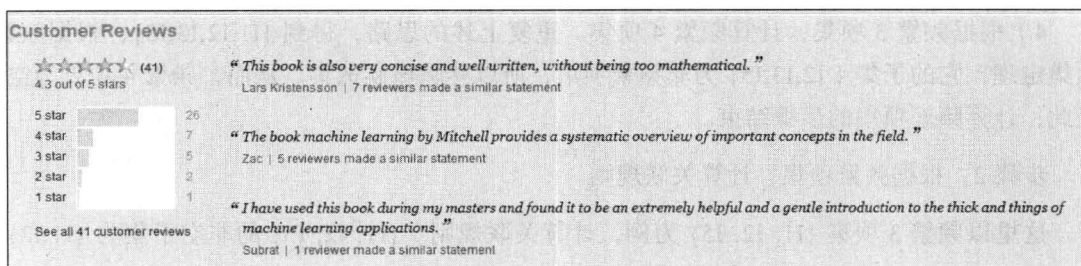 Customer Reviews
(41)
4.3 out of 5 stars
5 star 26
4 star 7
3 star 5
2 star 2
1 star 1
See all 41 customer reviews
“ This book is also very concise and well written, without being too mathematical. ”
Lars Kristensson | 7 reviewers made a similar statement
“ The book machine learning by Mitchell provides a systematic overview of important concepts in the field. ”
Zac | 5 reviewers made a similar statement
“ I have used this book during my masters and found it to be an extremely helpful and a gentle introduction to the thick and things of
machine learning applications. ”
Subrat | 1 reviewer made a similar statement